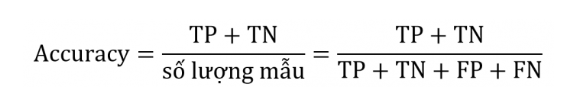 Accuracy = (TP + TN) / (số lượng mẫu) = (TP + TN) / (TP + TN + FP + FN)